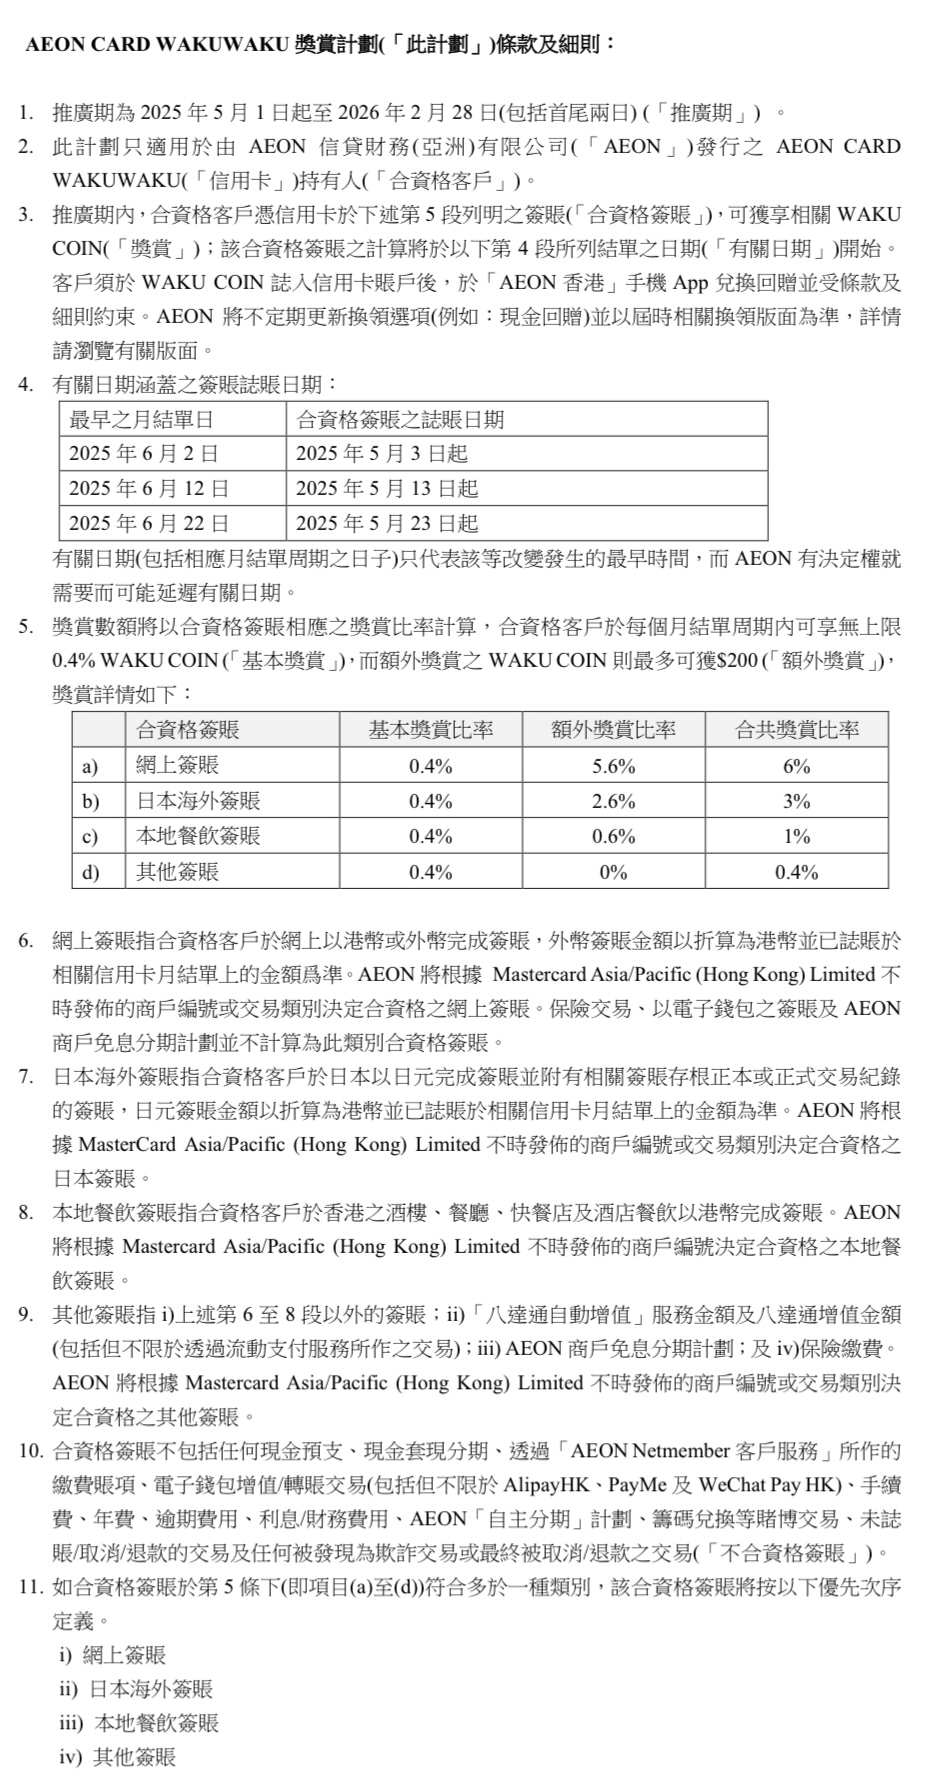 AEON CARD WAKUWAKU 獎賞計劃(「此計劃」)條款及細則：
1. 推廣期為 2025 年 5 月 1 日起至 2026 年 2 月 28 日(包括首尾兩日) (「推廣期」) 。
2. 此計劃只適用於由 AEON 信貸財務(亞洲)有限公司(「AEON」)發行之 AEON CARD
WAKUWAKU(「信用卡」)持有人(「合資格客戶」)。
3. 推廣期內，合資格客戶憑信用卡於下述第 5 段列明之簽賬(「合資格簽賬」)，可獲享相關 WAKU
COIN(「獎賞」)；該合資格簽賬之計算將於以下第 4 段所列結單之日期(「有關日期」)開始。
客戶須於 WAKU COIN 誌入信用卡賬戶後，於「AEON 香港」手機 App 兌換回贈並受條款及
細則約束。AEON 將不定期更新換領選項(例如：現金回贈)並以屆時相關換領版面為準，詳情
請瀏覽有關版面。
4. 有關日期涵蓋之簽賬誌賬日期：
最早之月結單日 合資格簽賬之誌賬日期
2025 年 6 月 2 日 2025 年 5 月 3 日起
2025 年 6 月 12 日 2025 年 5 月 13 日起
2025 年 6 月 22 日 2025 年 5 月 23 日起
有關日期(包括相應月結單周期之日子)只代表該等改變發生的最早時間，而 AEON 有決定權就
需要而可能延遲有關日期。
5. 獎賞數額將以合資格簽賬相應之獎賞比率計算，合資格客戶於每個月結單周期內可享無上限
0.4% WAKU COIN (「基本獎賞」)，而額外獎賞之 WAKU COIN 則最多可獲$200 (「額外獎賞」)，
獎賞詳情如下：
合資格簽賬 基本獎賞比率 額外獎賞比率 合共獎賞比率
a) 網上簽賬 0.4% 5.6% 6%
b) 日本海外簽賬 0.4% 2.6% 3%
c) 本地餐飲簽賬 0.4% 0.6% 1%
d) 其他簽賬 0.4% 0% 0.4%
6. 網上簽賬指合資格客戶於網上以港幣或外幣完成簽賬，外幣簽賬金額以折算為港幣並已誌賬於
相關信用卡月結單上的金額爲準。AEON 將根據 Mastercard Asia/Pacific (Hong Kong) Limited 不
時發佈的商戶編號或交易類別決定合資格之網上簽賬。保險交易、以電子錢包之簽賬及 AEON
商戶免息分期計劃並不計算為此類別合資格簽賬。
7. 日本海外簽賬指合資格客戶於日本以日元完成簽賬並附有相關簽賬存根正本或正式交易紀錄
的簽賬，日元簽賬金額以折算為港幣並已誌賬於相關信用卡月結單上的金額為準。AEON 將根
據 MasterCard Asia/Pacific (Hong Kong) Limited 不時發佈的商戶編號或交易類別決定合資格之
日本簽賬。
8. 本地餐飲簽賬指合資格客戶於香港之酒樓、餐廳、快餐店及酒店餐飲以港幣完成簽賬。AEON
將根據 Mastercard Asia/Pacific (Hong Kong) Limited 不時發佈的商戶編號決定合資格之本地餐
飲簽賬。
9. 其他簽賬指 i)上述第 6 至 8 段以外的簽賬；ii)「八達通自動增值」服務金額及八達通增值金額
(包括但不限於透過流動支付服務所作之交易)；iii) AEON 商戶免息分期計劃；及 iv)保險繳費。
AEON 將根據 Mastercard Asia/Pacific (Hong Kong) Limited 不時發佈的商戶編號或交易類別決
定合資格之其他簽賬。
10. 合資格簽賬不包括任何現金預支、現金套現分期、透過「AEON Netmember 客戶服務」所作的
繳費賬項、電子錢包增值/轉賬交易(包括但不限於 AlipayHK、PayMe 及 WeChat Pay HK)、手續
費、年費、逾期費用、利息/財務費用、AEON「自主分期」計劃、籌碼兌換等賭博交易、未誌
賬/取消/退款的交易及任何被發現為欺詐交易或最終被取消/退款之交易(「不合資格簽賬」)。
11. 如合資格簽賬於第 5 條下(即項目(a)至(d))符合多於一種類別，該合資格簽賬將按以下優先次序
定義。
i) 網上簽賬
ii) 日本海外簽賬
iii) 本地餐飲簽賬
iv) 其他簽賬